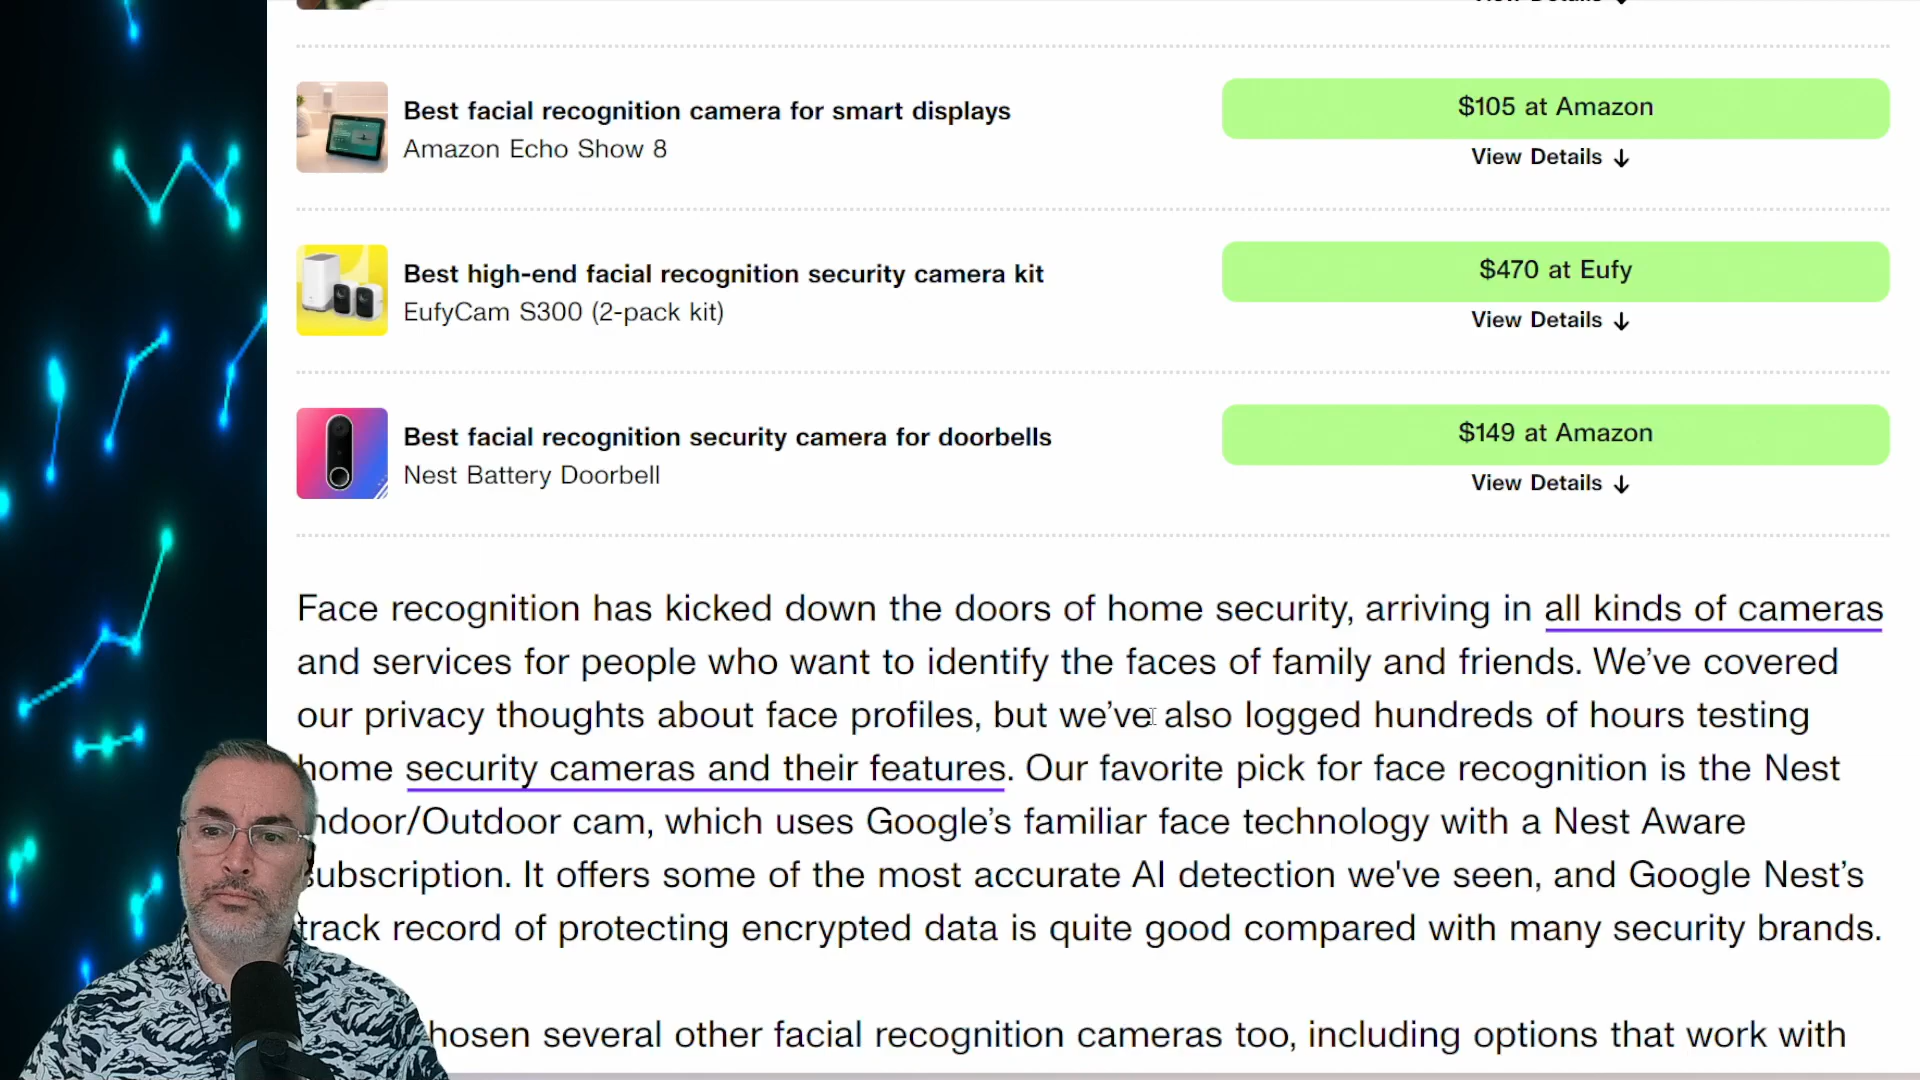 Best facial recognition camera for smart displays
Amazon Echo Show 8
$105 at Amazon
View Details ↓
Best high-end facial recognition security camera kit
EufyCam S300 (2-pack kit)
$470 at Eufy
View Details ↓
Best facial recognition security camera for doorbells
Nest Battery Doorbell
$149 at Amazon
View Details ↓
Face recognition has kicked down the doors of home security, arriving in all kinds of cameras
and services for people who want to identify the faces of family and friends. We’ve covered
our privacy thoughts about face profiles, but we’ve also logged hundreds of hours testing
home security cameras and their features. Our favorite pick for face recognition is the Nest
Indoor/Outdoor cam, which uses Google’s familiar face technology with a Nest Aware
subscription. It offers some of the most accurate AI detection we've seen, and Google Nest’s
track record of protecting encrypted data is quite good compared with many security brands.
hosen several other facial recognition cameras too, including options that work with